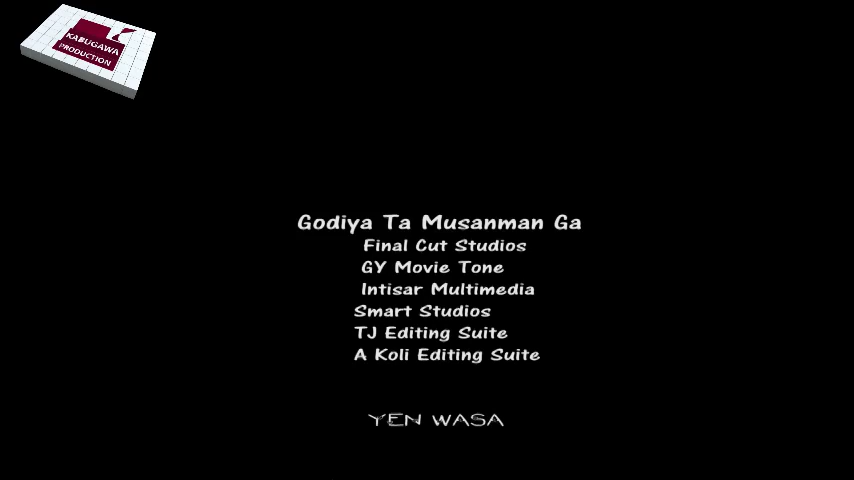 KABUGAWA
PRODUCTION
Godiya Ta Musanman Ga
Final Cut Studios
GY Movie Tone
Intisar Multimedia
Smart Studios
TJ Editing Suite
A Koli Editing Suite
YEN WASA